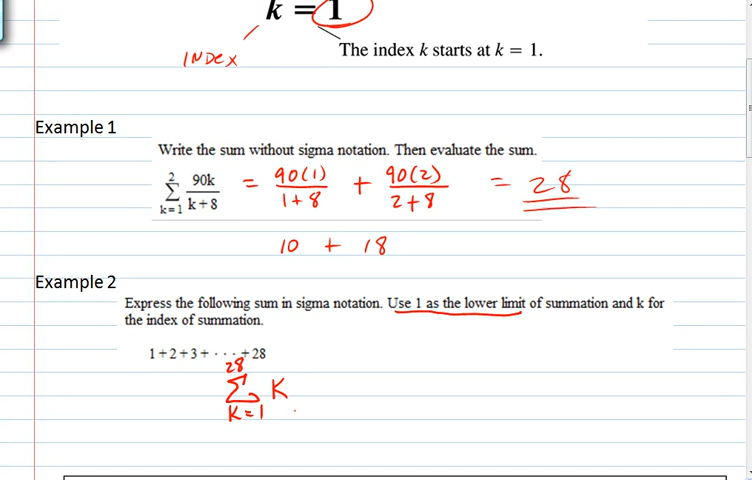 k = 1
INDEX
The index k starts at k = 1.
Example 1
Write the sum without sigma notation. Then evaluate the sum.
2
∑ 90k/k+8 = 90(1)/1+8 + 90(2)/2+8 = 28
k=1
10 + 18
Example 2
Express the following sum in sigma notation. Use 1 as the lower limit of summation and k for
the index of summation.
1+2+3+ · · · +28
28
∑ K
K=1